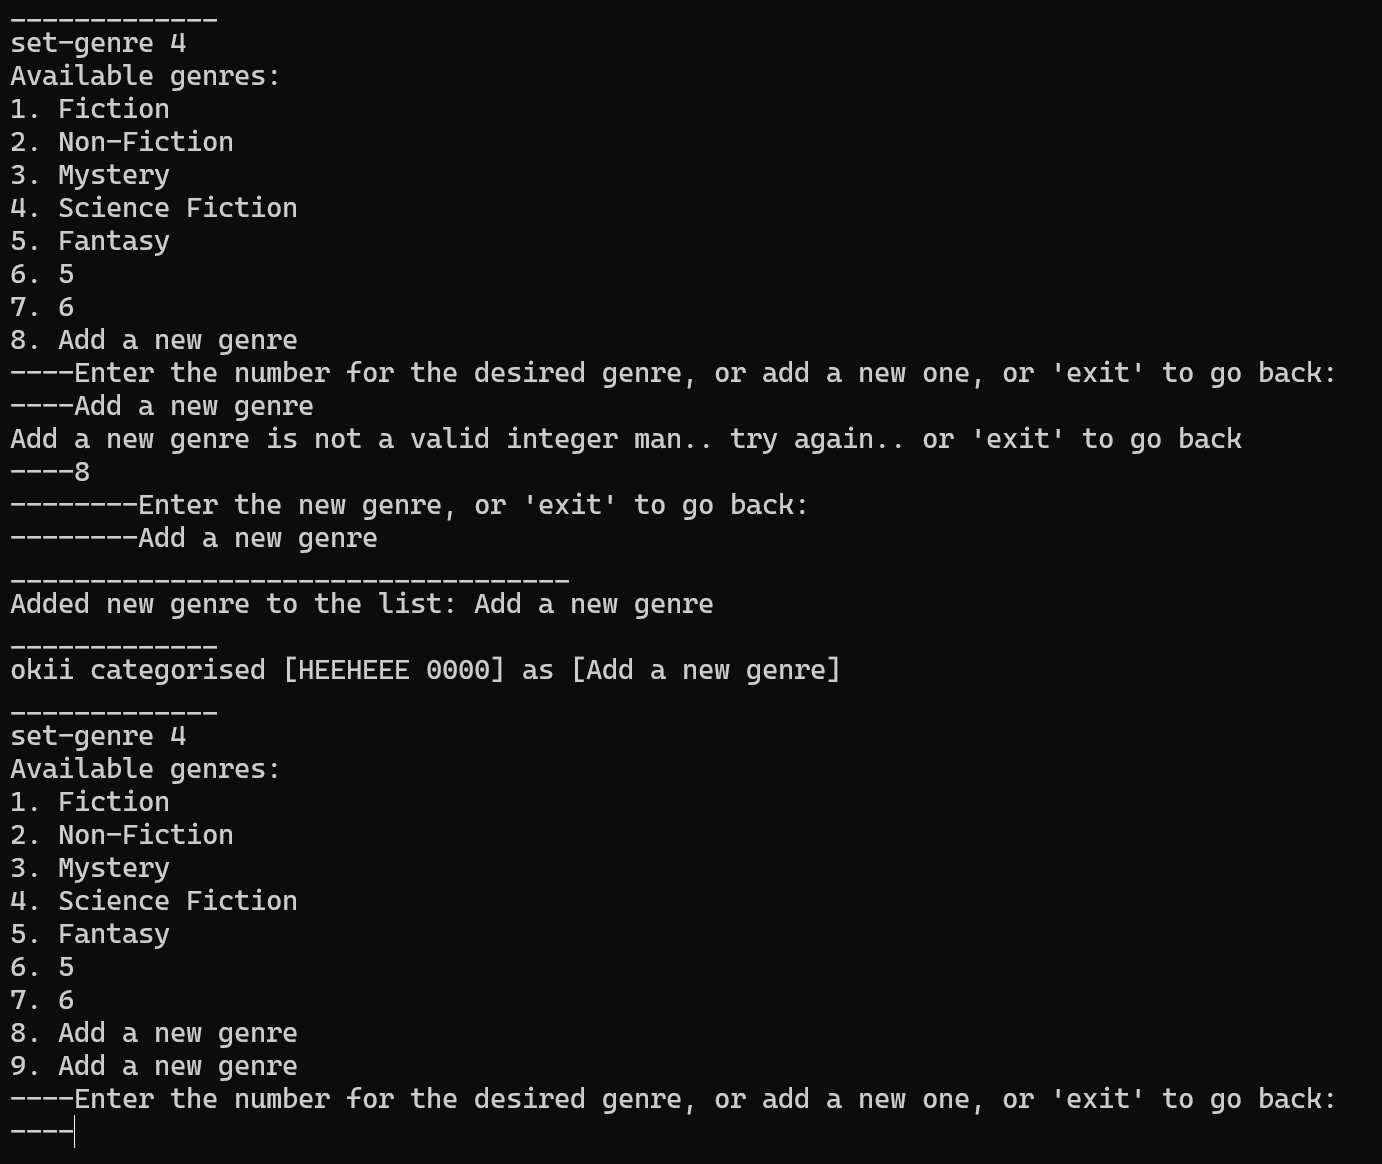 _____________
set-genre 4
Available genres:
1. Fiction
2. Non-Fiction
3. Mystery
4. Science Fiction
5. Fantasy
6. 5
7. 6
8. Add a new genre
----Enter the number for the desired genre, or add a new one, or 'exit' to go back:
----Add a new genre
Add a new genre is not a valid integer man.. try again.. or 'exit' to go back
----8
--------Enter the new genre, or 'exit' to go back:
--------Add a new genre
___________________________________
Added new genre to the list: Add a new genre
_____________
okii categorised [HEEHEEE 0000] as [Add a new genre]
_____________
set-genre 4
Available genres:
1. Fiction
2. Non-Fiction
3. Mystery
4. Science Fiction
5. Fantasy
6. 5
7. 6
8. Add a new genre
9. Add a new genre
----Enter the number for the desired genre, or add a new one, or 'exit' to go back:
----